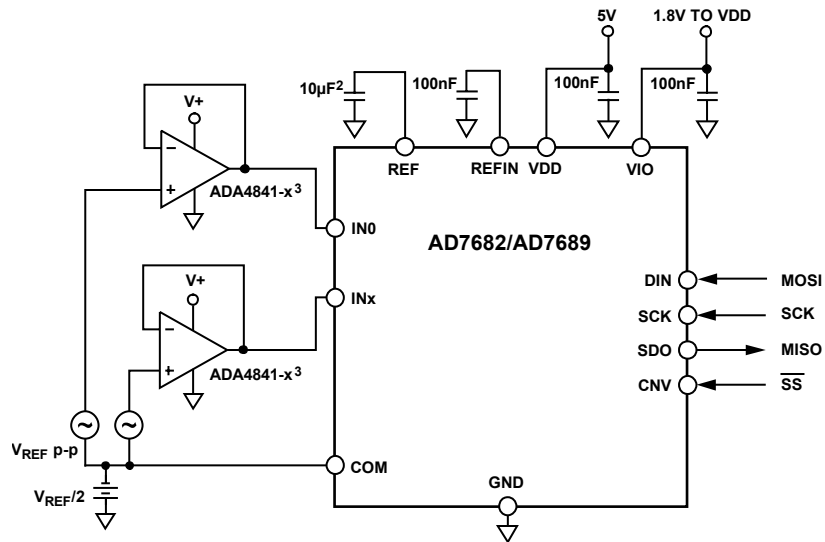 5V
1.8V TO VDD
10µF²
100nF
100nF
100nF
V+
−
+
ADA4841-x³
REF
REFIN
VDD
VIO
IN0
AD7682/AD7689
V+
−
+
ADA4841-x³
INx
DIN
MOSI
SCK
SCK
SDO
MISO
CNV
SS
VREF p-p
COM
VREF/2
GND